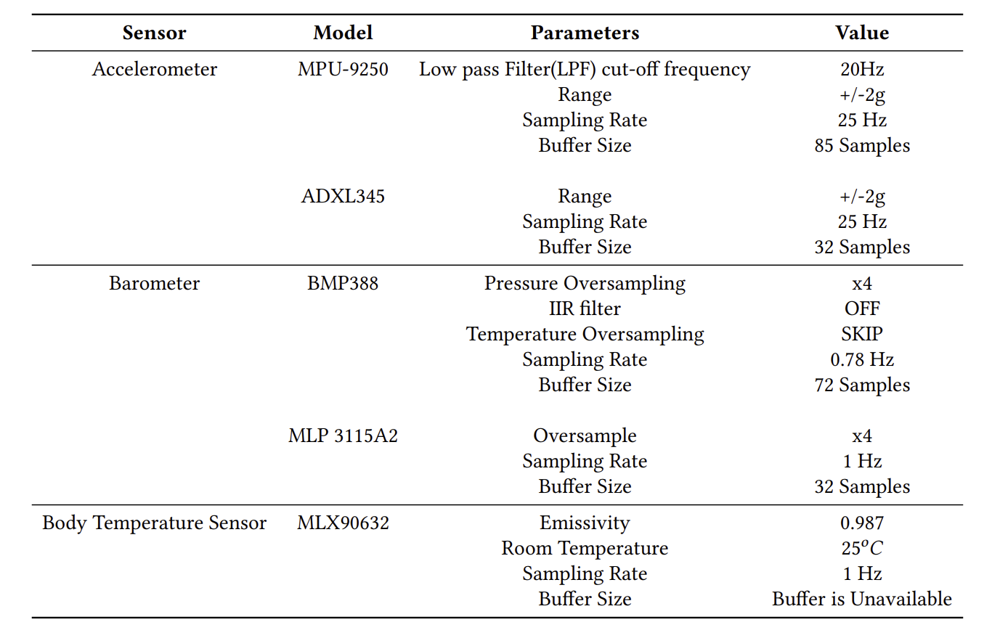 Sensor Model Parameters Value
Accelerometer MPU-9250 Low pass Filter(LPF) cut-off frequency 20Hz
Range +/-2g
Sampling Rate 25 Hz
Buffer Size 85 Samples
ADXL345 Range +/-2g
Sampling Rate 25 Hz
Buffer Size 32 Samples
Barometer BMP388 Pressure Oversampling x4
IIR filter OFF
Temperature Oversampling SKIP
Sampling Rate 0.78 Hz
Buffer Size 72 Samples
MLP 3115A2 Oversample x4
Sampling Rate 1 Hz
Buffer Size 32 Samples
Body Temperature Sensor MLX90632 Emissivity 0.987
Room Temperature 25°C
Sampling Rate 1 Hz
Buffer Size Buffer is Unavailable